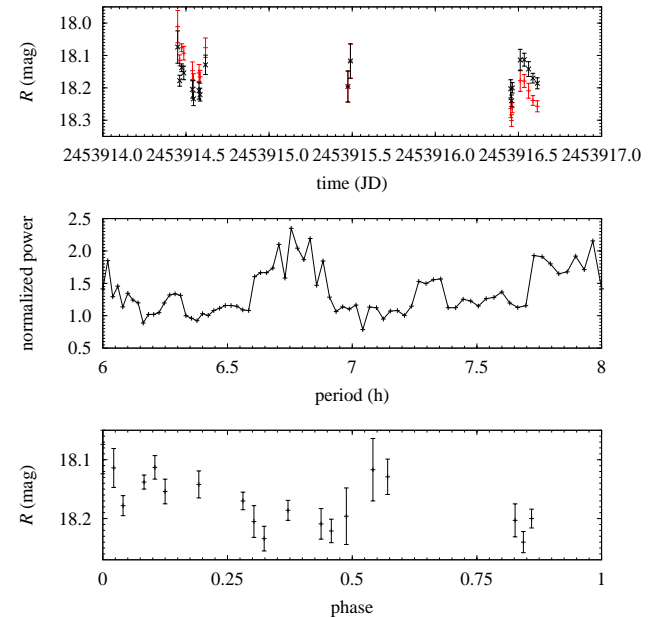 18.0
18.1
18.2
18.3
R (mag)
2453914.0 2453914.5 2453915.0 2453915.5 2453916.0 2453916.5 2453917.0
time (JD)
2.5
2.0
1.5
1.0
0.5
normalized power
6 6.5 7 7.5 8
period (h)
18.1
18.2
R (mag)
0 0.25 0.5 0.75 1
phase